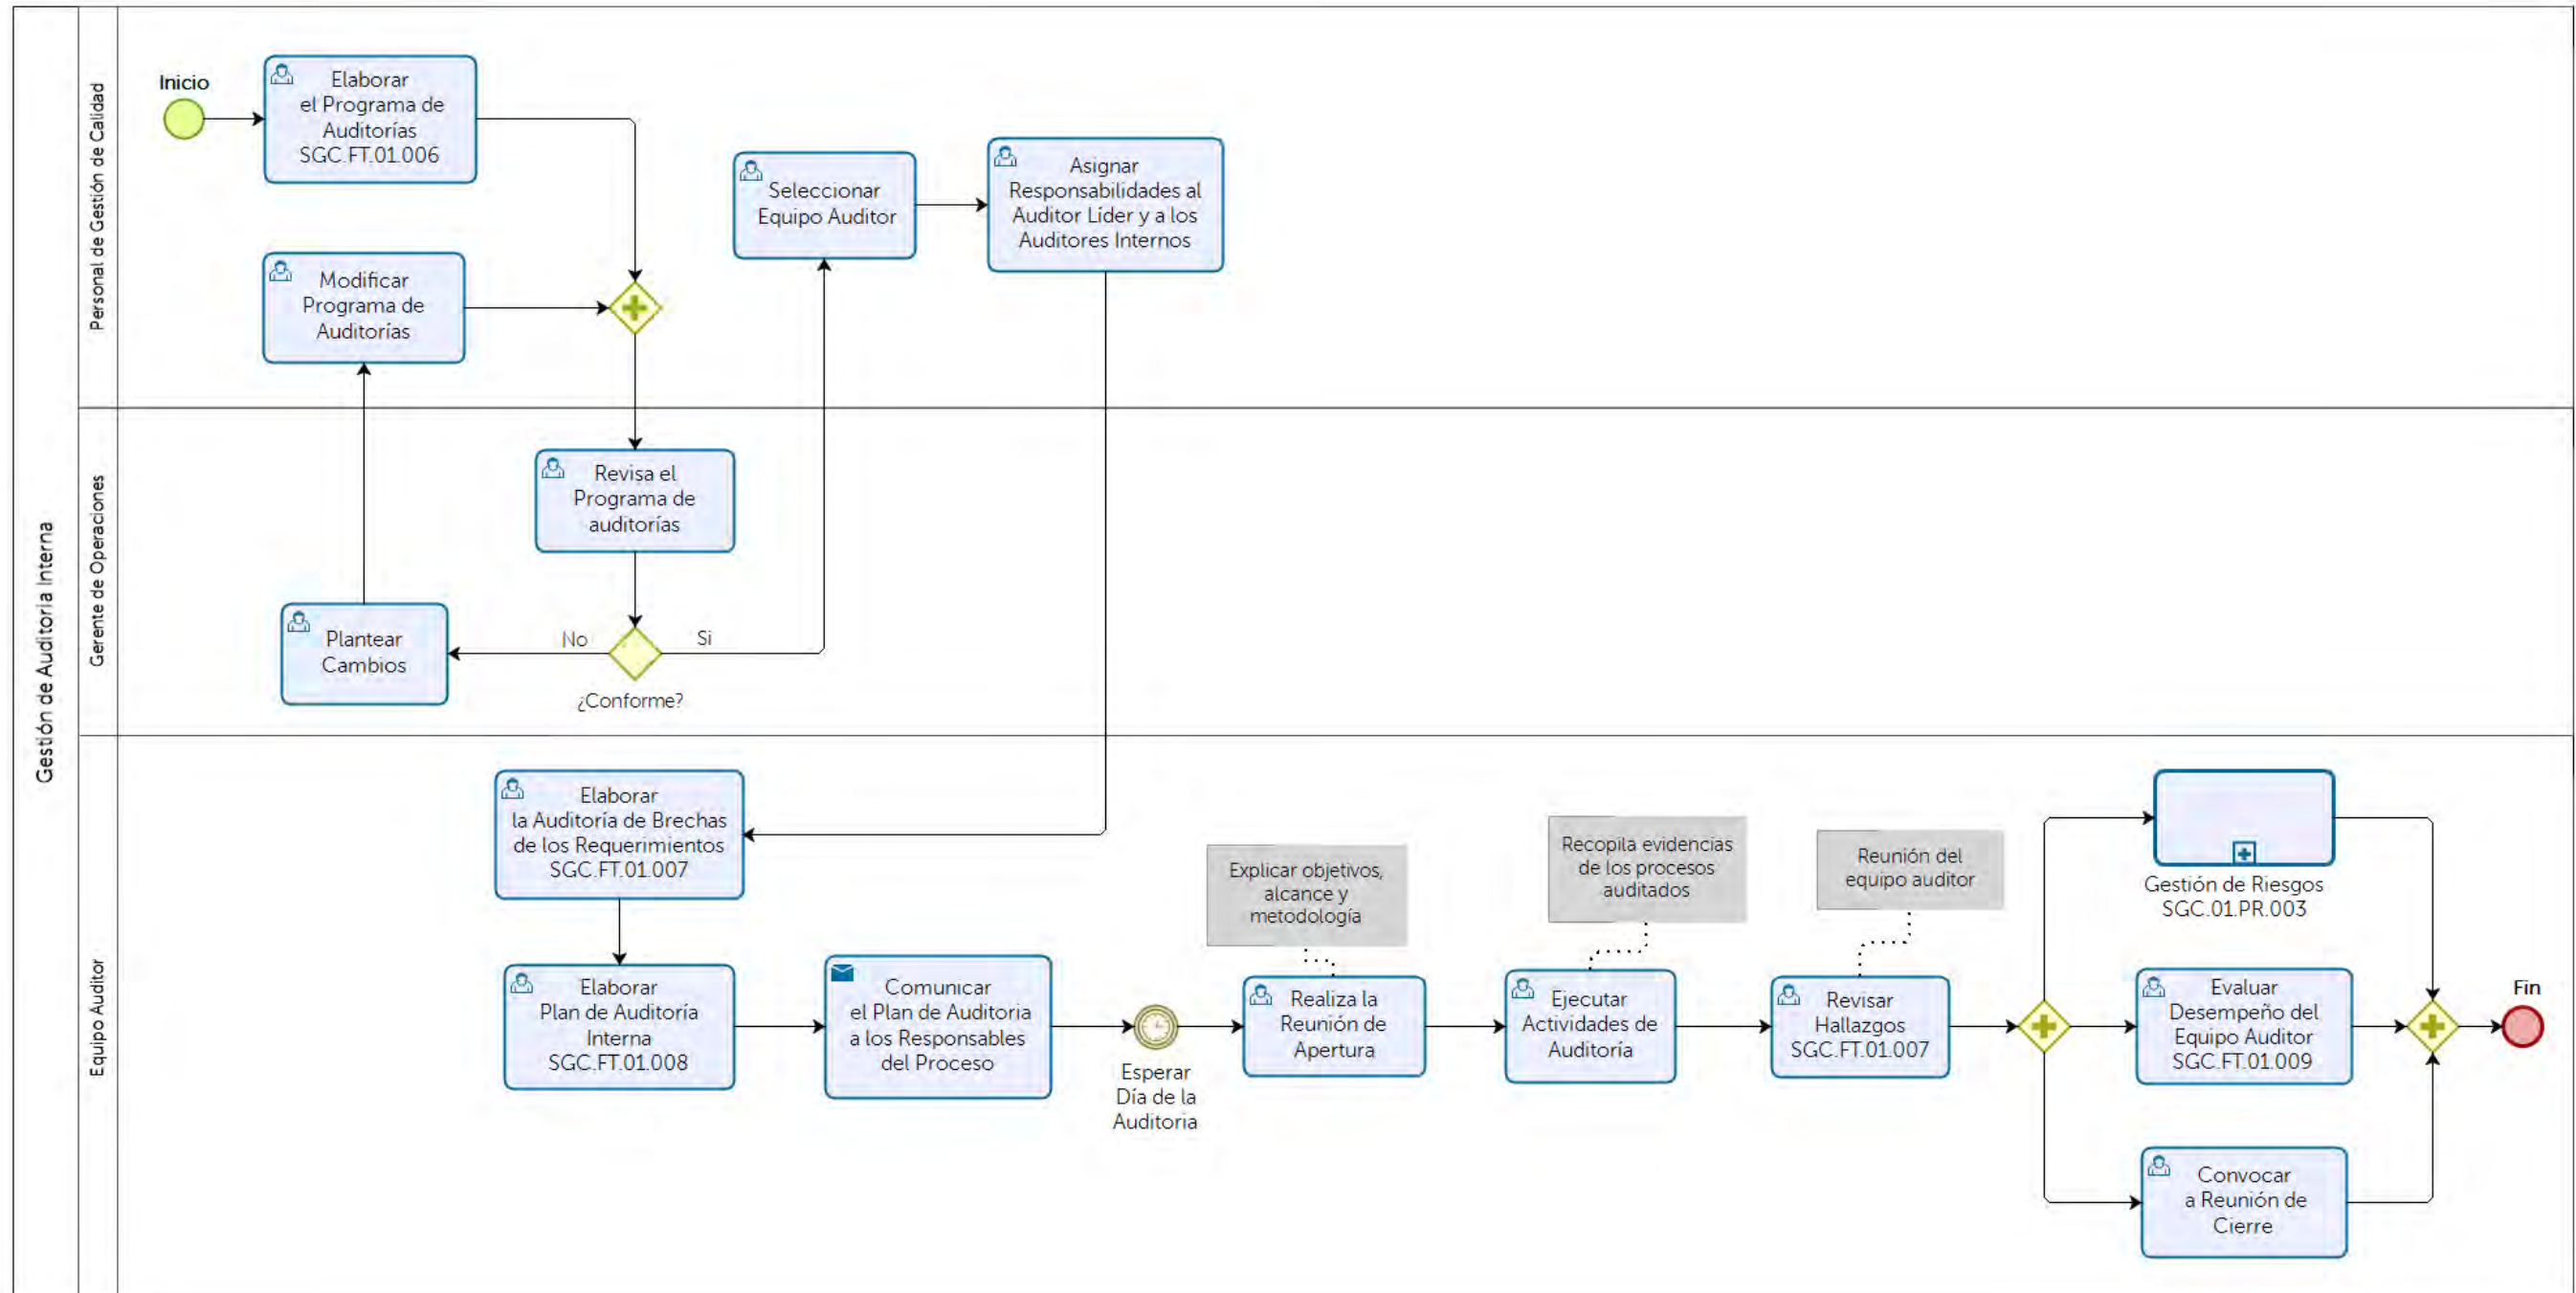 Gestión de Auditoria Interna
Personal de Gestión de Calidad
Inicio
Elaborar
el Programa de
Auditorías
SGC.FT.01.006
Modificar
Programa de
Auditorías
Seleccionar
Equipo Auditor
Asignar
Responsabilidades al
Auditor Líder y a los
Auditores Internos
Gerente de Operaciones
Revisa el
Programa de
auditorías
Plantear
Cambios
No
Si
¿Conforme?
Equipo Auditor
Elaborar
la Auditoría de Brechas
de los Requerimientos
SGC.FT.01.007
Elaborar
Plan de Auditoría
Interna
SGC.FT.01.008
Comunicar
el Plan de Auditoria
a los Responsables
del Proceso
Esperar
Día de la
Auditoria
Explicar objetivos,
alcance y
metodología
Realiza la
Reunión de
Apertura
Recopila evidencias
de los procesos
auditados
Ejecutar
Actividades de
Auditoría
Reunión del
equipo auditor
Revisar
Hallazgos
SGC.FT.01.007
Gestión de Riesgos
SGC.01.PR.003
Evaluar
Desempeño del
Equipo Auditor
SGC.FT.01.009
Convocar
a Reunión de
Cierre
Fin